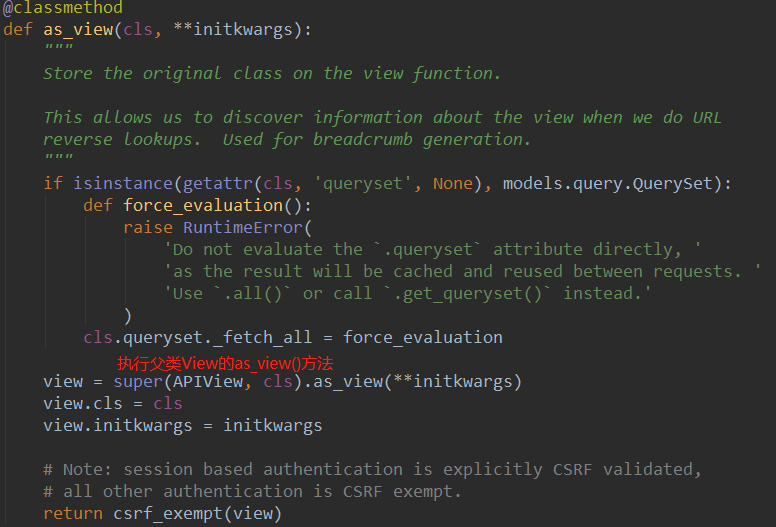 @classmethod
def as_view(cls, **initkwargs):
    """
    Store the original class on the view function.

    This allows us to discover information about the view when we do URL
    reverse lookups.  Used for breadcrumb generation.
    """
    if isinstance(getattr(cls, 'queryset', None), models.query.QuerySet):
        def force_evaluation():
            raise RuntimeError(
                'Do not evaluate the `.queryset` attribute directly, '
                'as the result will be cached and reused between requests. '
                'Use `.all()` or call `.get_queryset()` instead.'
            )
        cls.queryset._fetch_all = force_evaluation
执行父类View的as_view()方法
    view = super(APIView, cls).as_view(**initkwargs)
    view.cls = cls
    view.initkwargs = initkwargs

    # Note: session based authentication is explicitly CSRF validated,
    # all other authentication is CSRF exempt.
    return csrf_exempt(view)